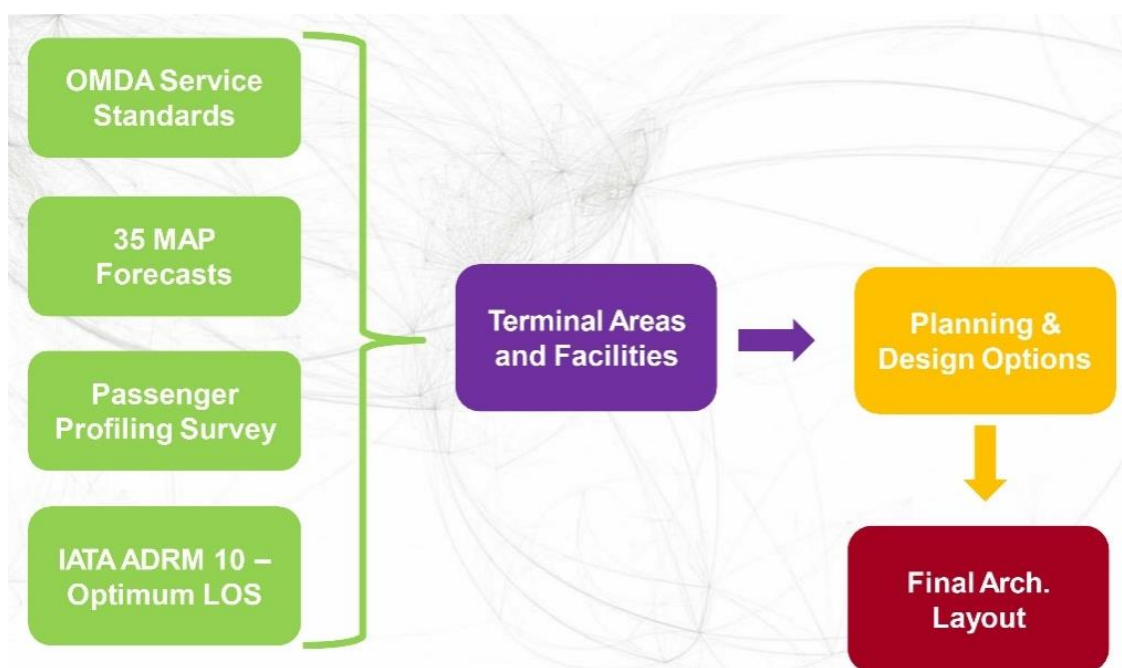 OMDA Service
Standards
35 MAP
Forecasts
Passenger
Profiling Survey
IATA ADRM 10 –
Optimum LOS
Terminal Areas
and Facilities
Planning &
Design Options
Final Arch.
Layout